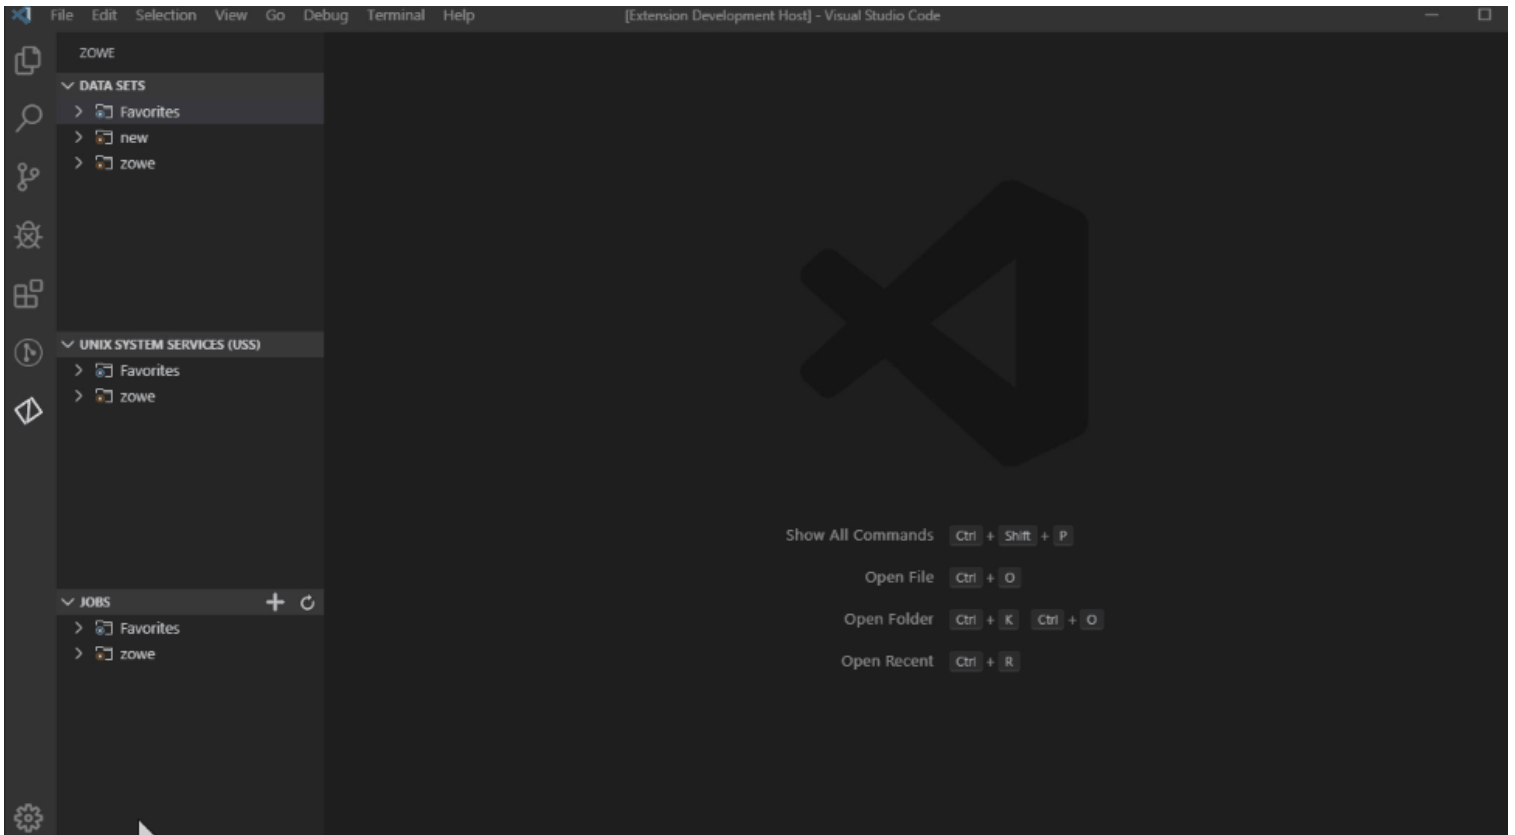 File Edit Selection View Go Debug Terminal Help [Extension Development Host] - Visual Studio Code
ZOWE
DATA SETS
Favorites
new
zowe
UNIX SYSTEM SERVICES (USS)
Favorites
zowe
JOBS
Favorites
zowe
Show All Commands Ctrl + Shift + P
Open File Ctrl + O
Open Folder Ctrl + K Ctrl + O
Open Recent Ctrl + R